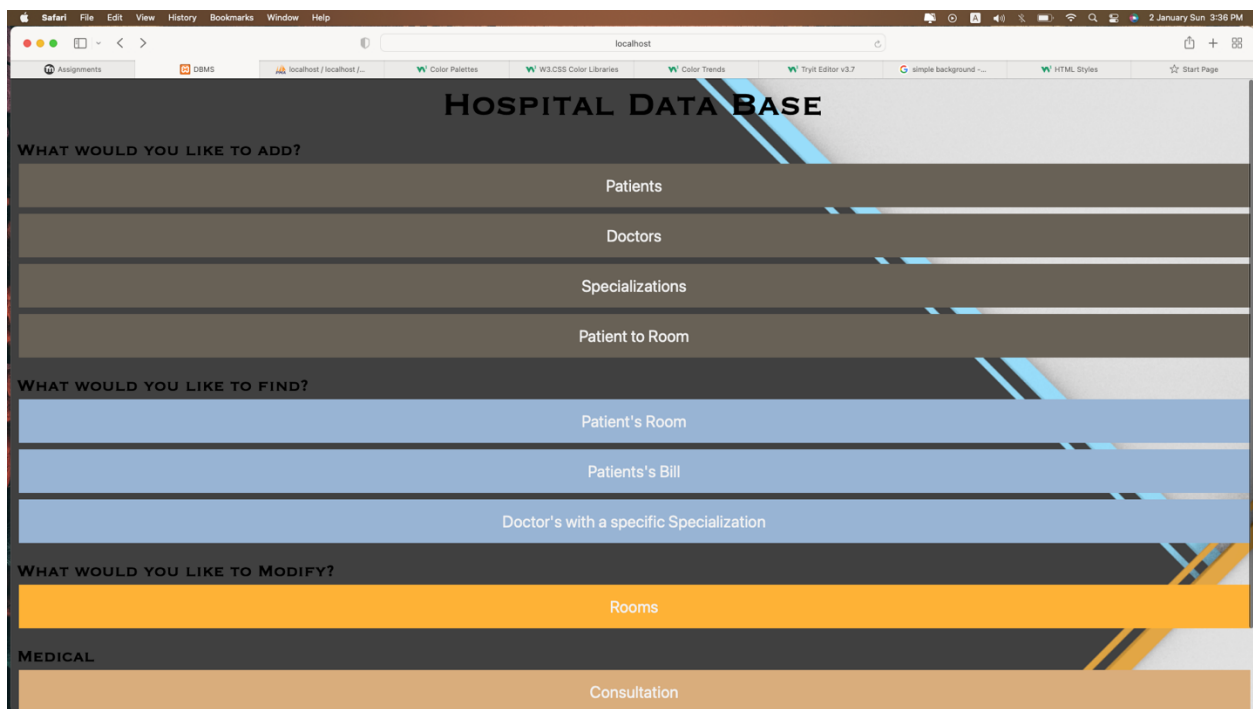 Safari File Edit View History Bookmarks Window Help A 2 January Sun 3:36 PM
localhost
Assignments DBMS localhost / localhost /... Color Palettes W3.CSS Color Libraries Color Trends Tryit Editor v3.7 simple background -... HTML Styles Start Page
Hospital Data Base
What would you like to add?
Patients
Doctors
Specializations
Patient to Room
What would you like to find?
Patient's Room
Patients's Bill
Doctor's with a specific Specialization
What would you like to Modify?
Rooms
Medical
Consultation